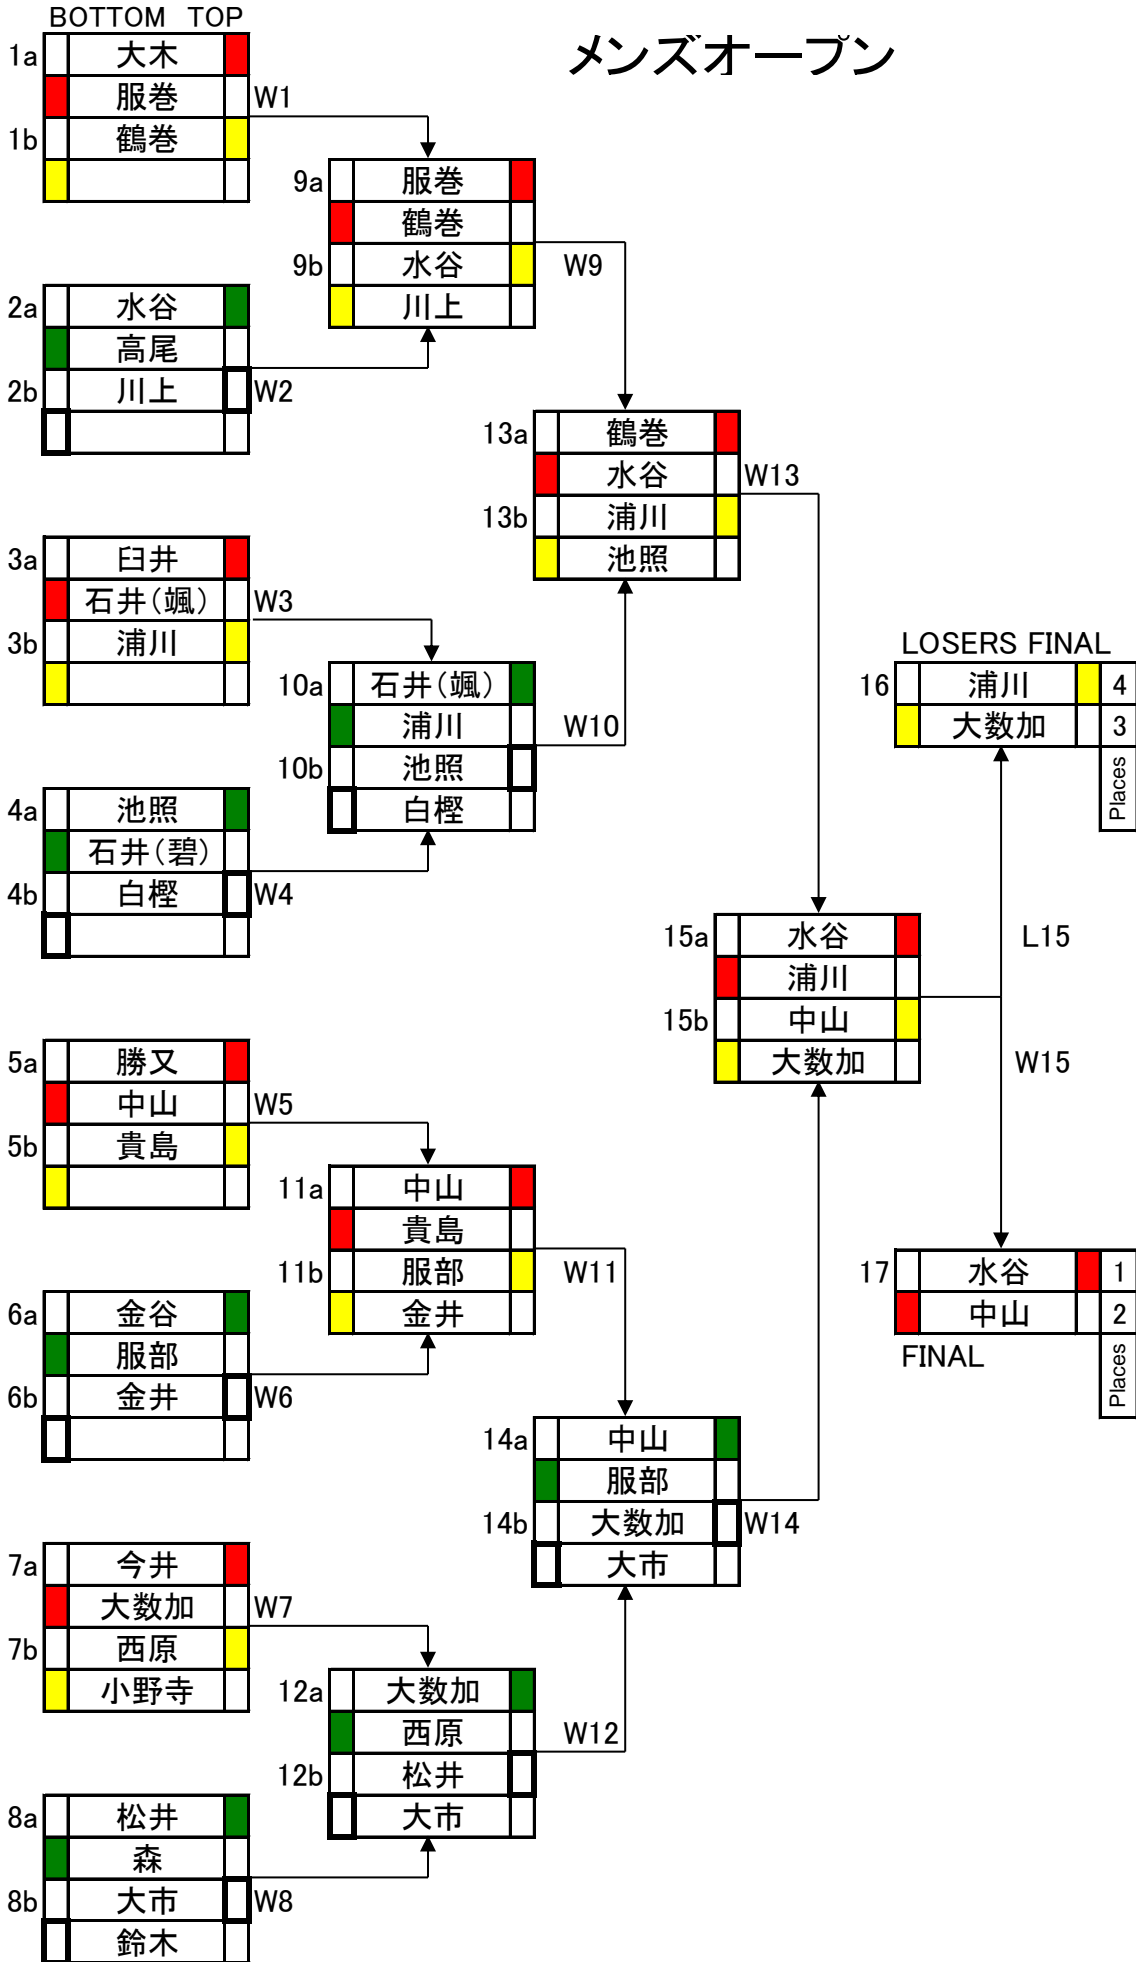 BOTTOM TOP
メンズオープン
1a 大木
服巻 W1
1b 鶴巻
2a 水谷
高尾
2b 川上 W2
3a 臼井
石井(颯) W3
3b 浦川
4a 池照
石井(碧)
4b 白樫 W4
5a 勝又
中山 W5
5b 貴島
6a 金谷
服部
6b 金井 W6
7a 今井
大数加 W7
7b 西原
小野寺
8a 松井
森
8b 大市 W8
鈴木
9a 服巻
鶴巻
9b 水谷 W9
川上
10a 石井(颯)
浦川 W10
10b 池照
白樫
11a 中山
貴島
11b 服部 W11
金井
12a 大数加
西原 W12
12b 松井
大市
13a 鶴巻
水谷 W13
13b 浦川
池照
14a 中山
服部
14b 大数加 W14
大市
15a 水谷 L15
浦川
15b 中山
大数加 W15
LOSERS FINAL
16 浦川 4
大数加 3
Places
17 水谷 1
中山 2
FINAL
Places